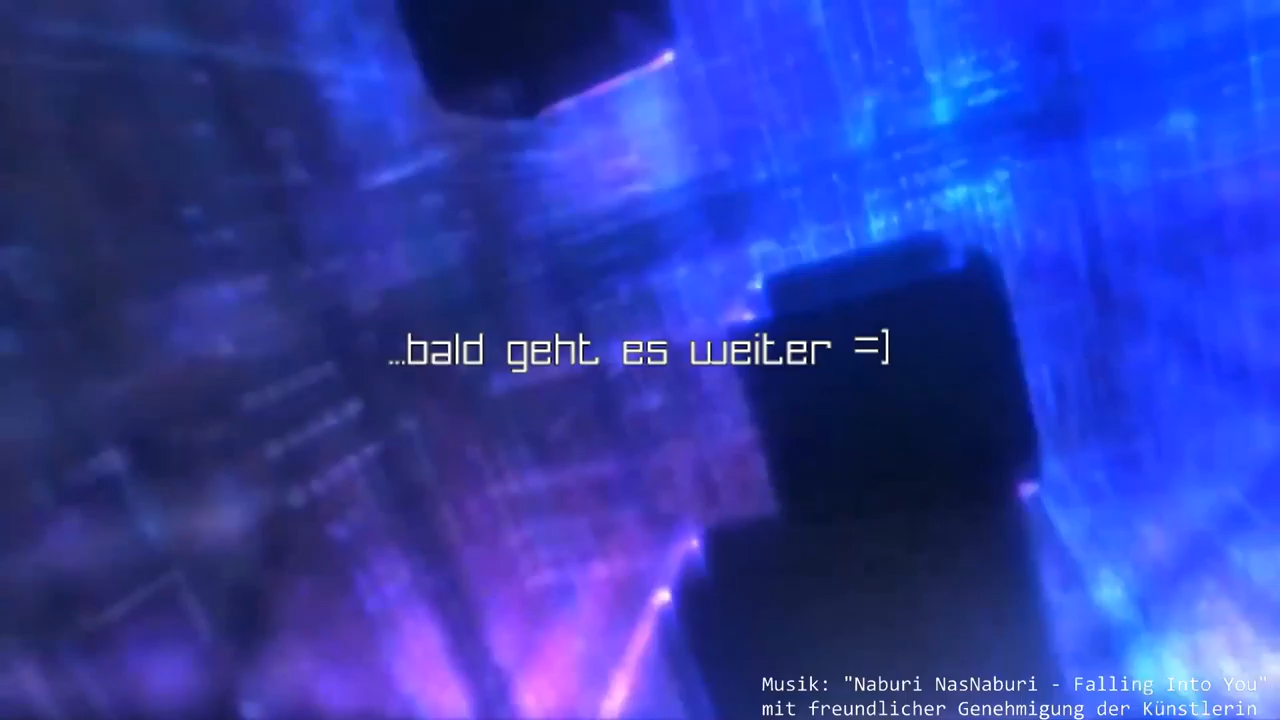 ...bald geht es weiter =)
Musik: "Naburi NasNaburi - Falling Into You"
mit freundlicher Genehmigung der Künstlerin